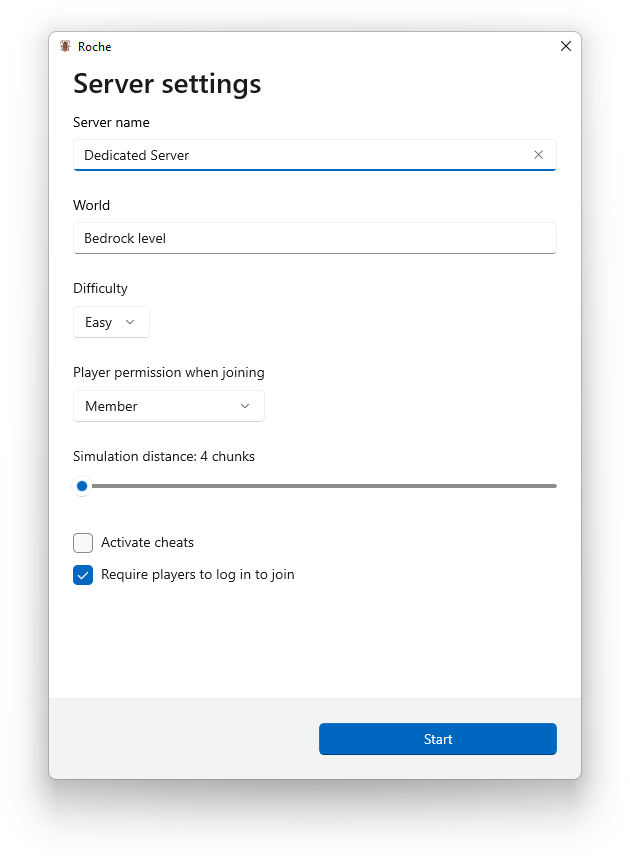 Roche
Server settings
Server name
Dedicated Server
World
Bedrock level
Difficulty
Easy
Player permission when joining
Member
Simulation distance: 4 chunks
Activate cheats
Require players to log in to join
Start